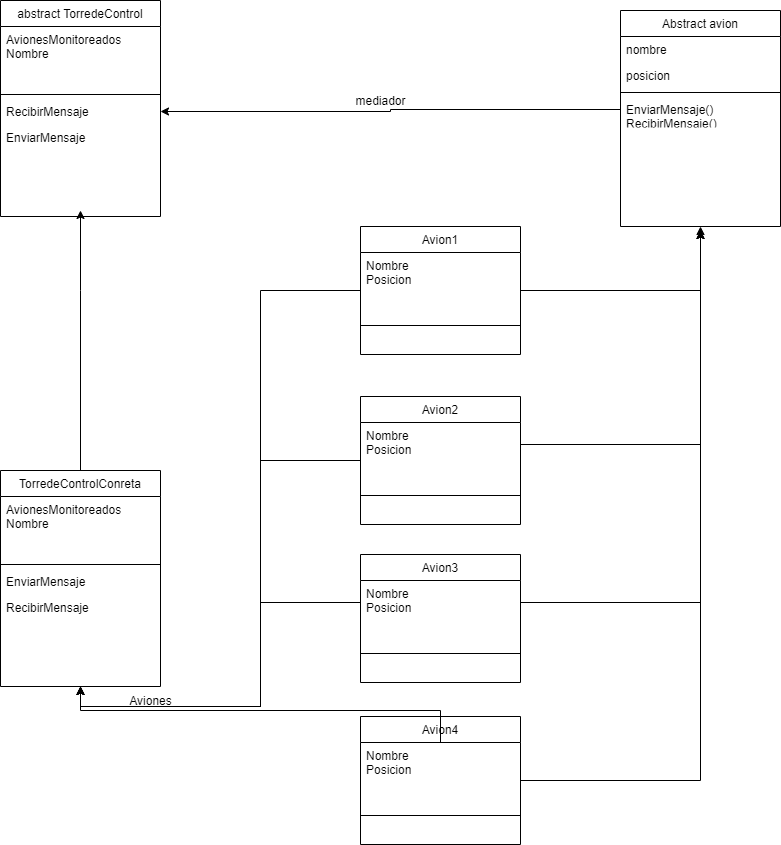 abstract TorredeControl
AvionesMonitoreados
Nombre
RecibirMensaje
EnviarMensaje
mediador
Abstract avion
nombre
posicion
EnviarMensaje()
RecibirMensaje()
Avion1
Nombre
Posicion
Avion2
Nombre
Posicion
TorredeControlConreta
AvionesMonitoreados
Nombre
EnviarMensaje
RecibirMensaje
Avion3
Nombre
Posicion
Aviones
Avion4
Nombre
Posicion